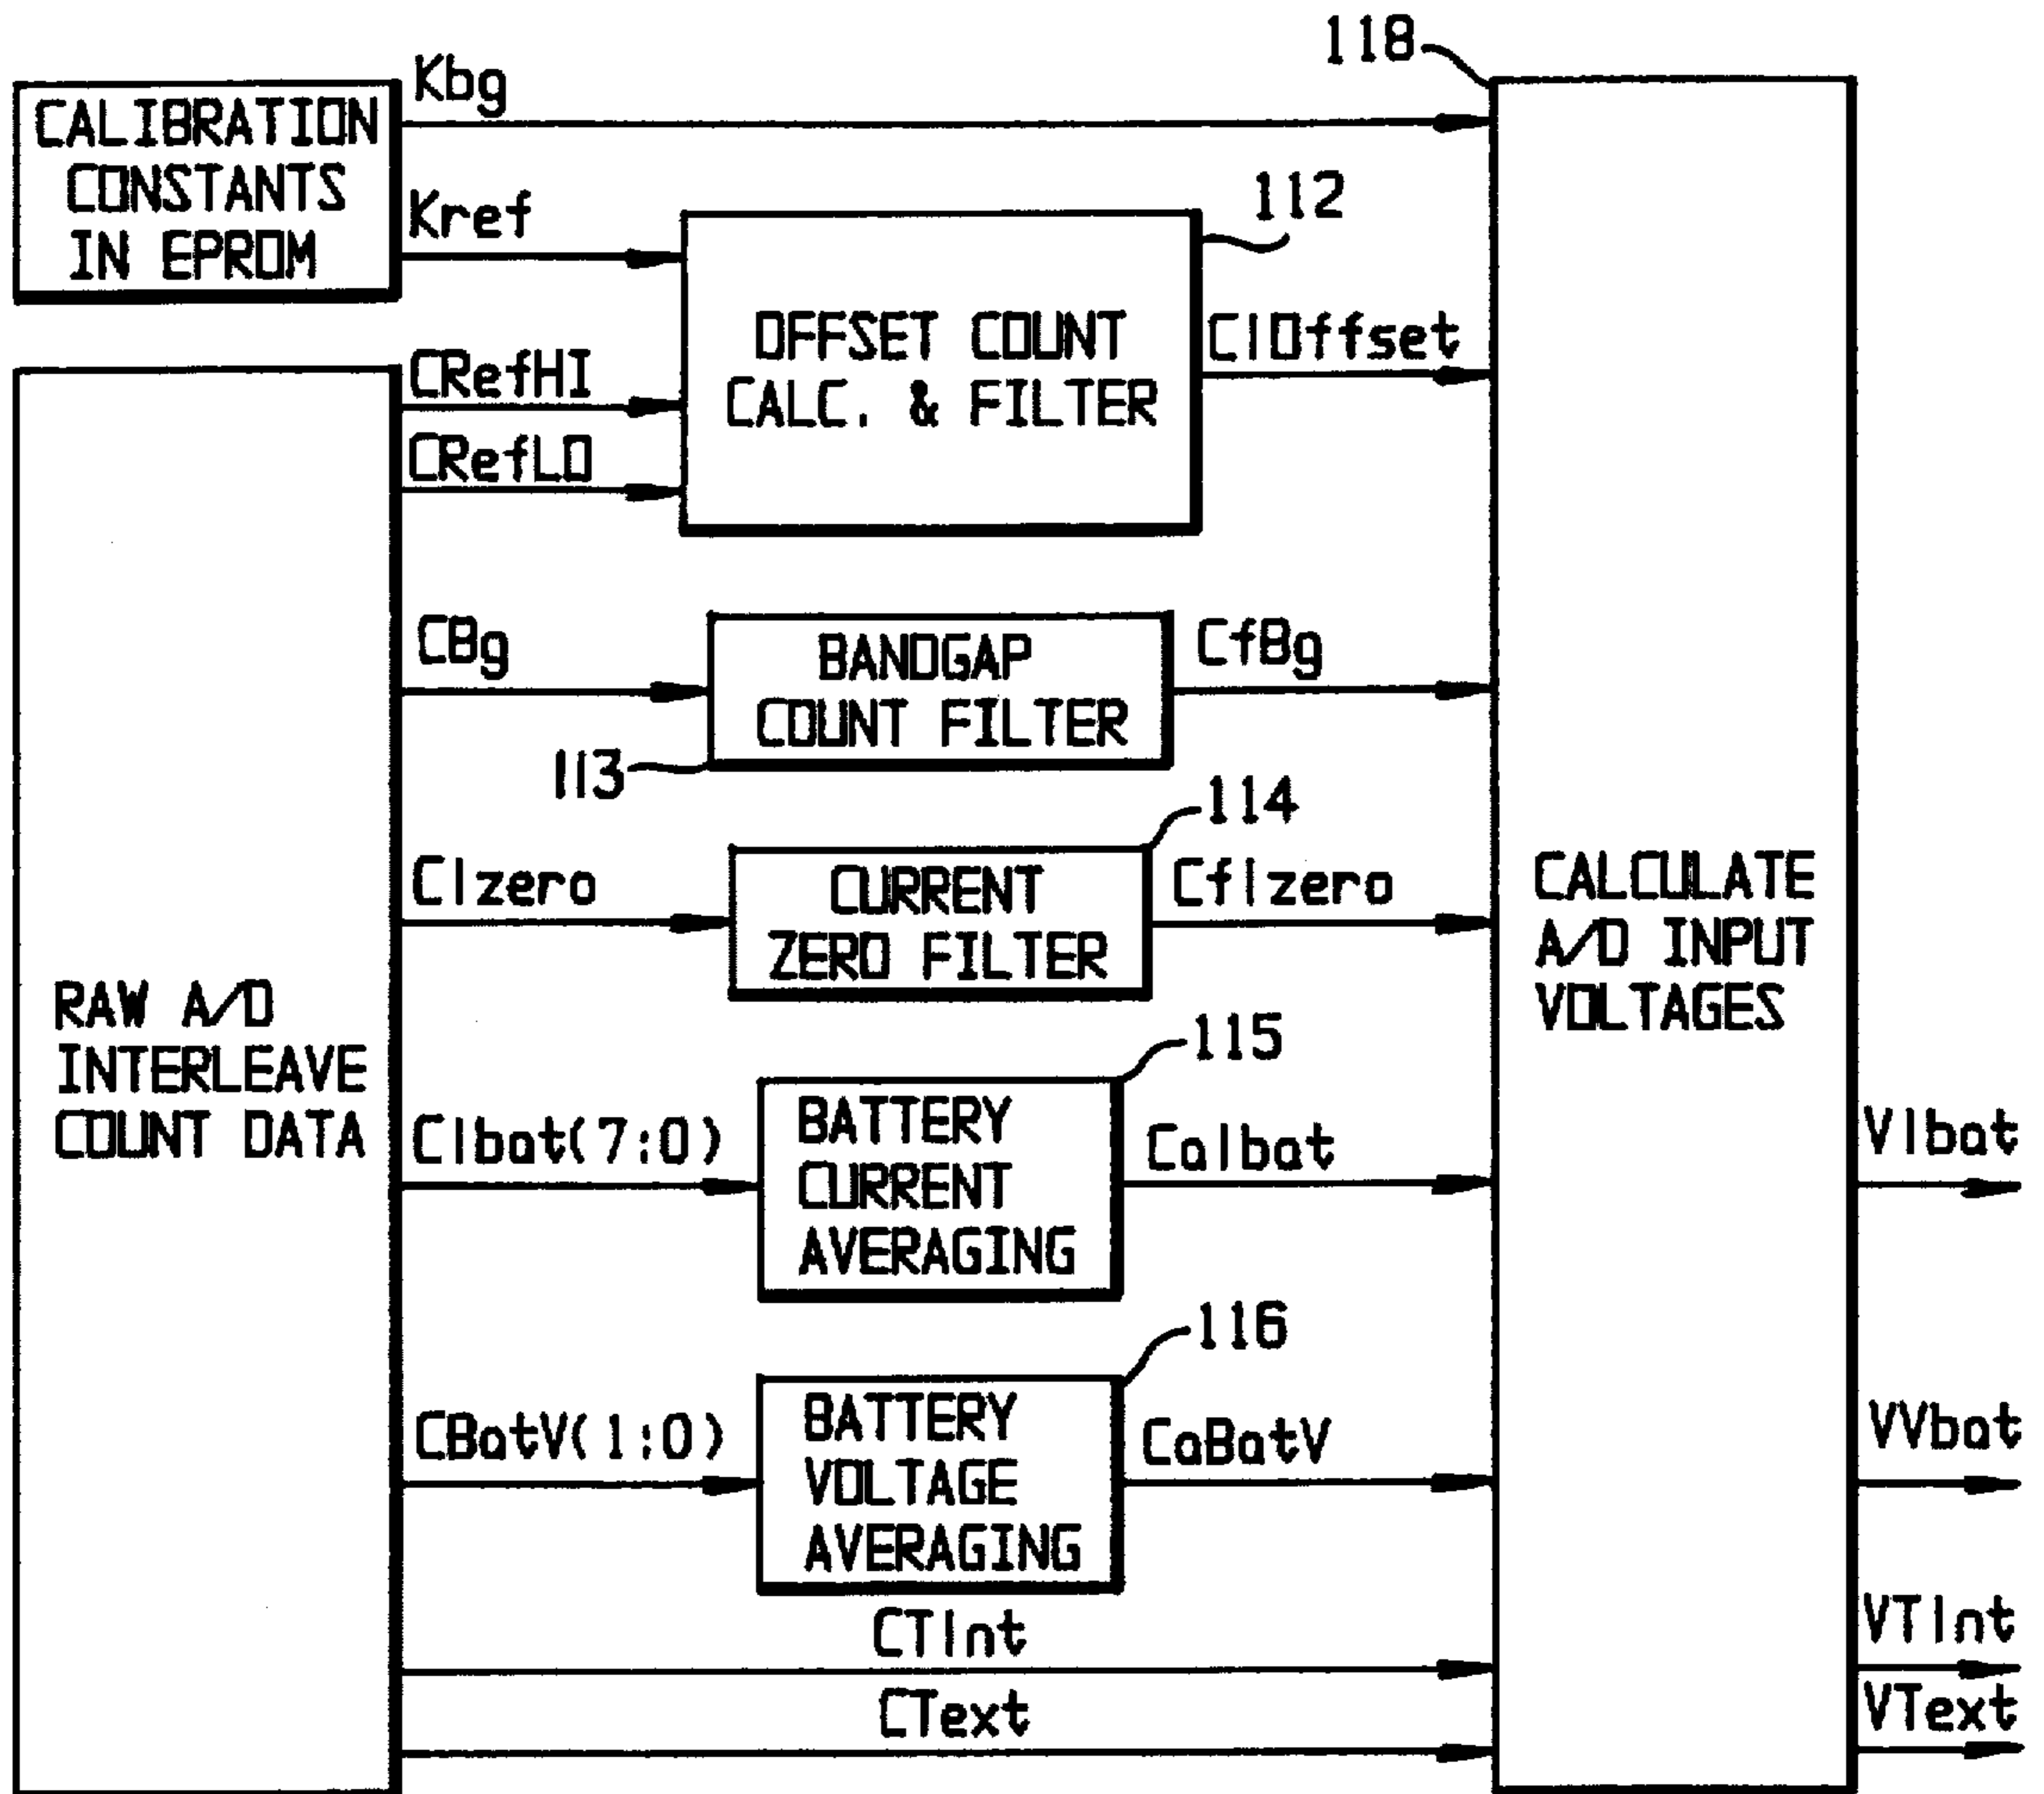 118
Kbg
CALIBRATION
CONSTANTS
IN EPROM
Kref
112
OFFSET COUNT
CALC. & FILTER
CIOffset
CRefHI
CRefLO
CBg
BANDGAP
COUNT FILTER
CfBg
113
114
CIzero
CURRENT
ZERO FILTER
CfIzero
CALCULATE
A/D INPUT
VOLTAGES
RAW A/D
INTERLEAVE
COUNT DATA
115
CIbat(7:0)
BATTERY
CURRENT
AVERAGING
CaIbat
VIbat
116
CBatV(1:0)
BATTERY
VOLTAGE
AVERAGING
CaBatV
VVbat
CTInt
VTInt
CText
VText